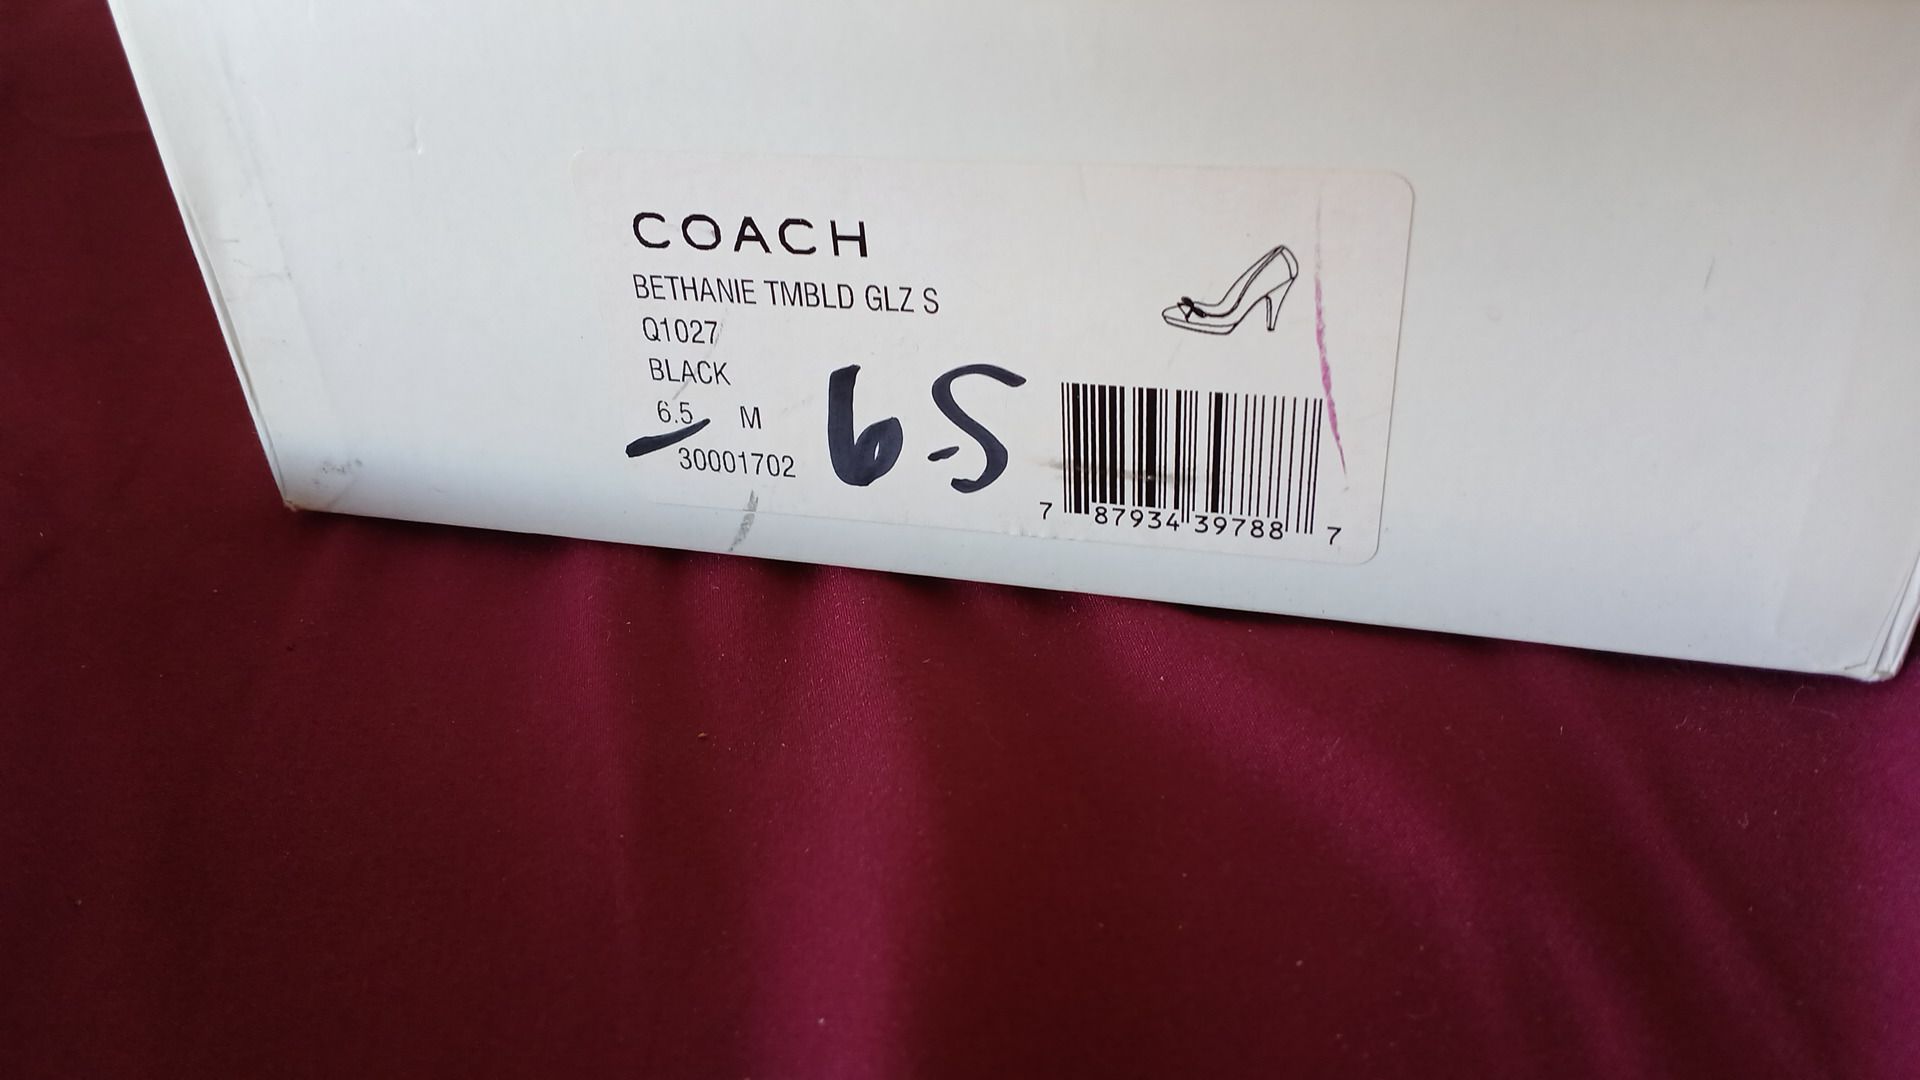 COACH
BETHANIE TMBLD GLZ S
Q1027
BLACK
6.5 M
30001702
6.5
7 87934 39788 7